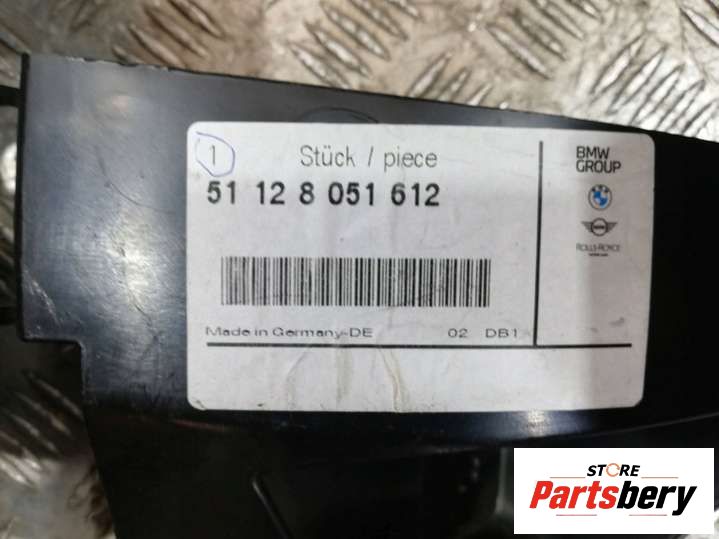 1 Stück / piece
51 12 8 051 612
Made in Germany-DE 02 DB1
BMW
GROUP
ROLLS-ROYCE
STORE
Partsbery